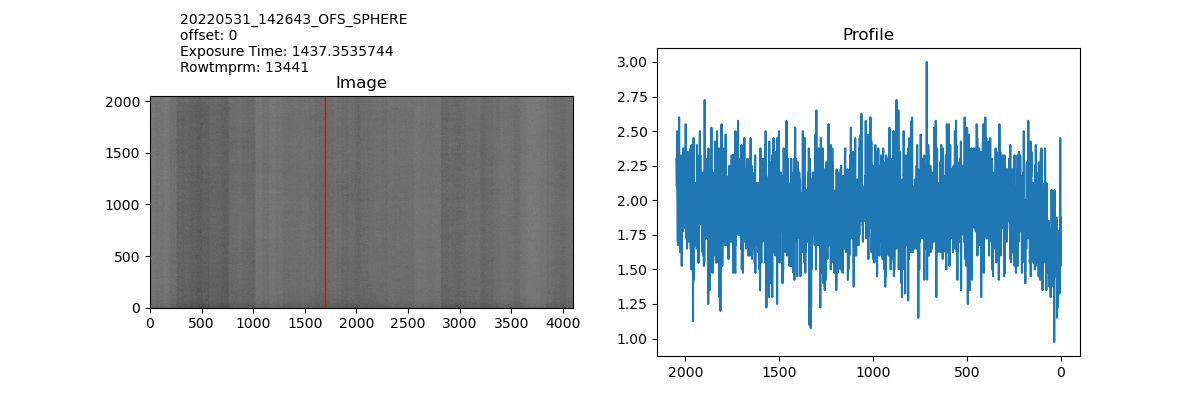 20220531_142643_OFS_SPHERE
offset: 0
Exposure Time: 1437.3535744
Rowtmprm: 13441
Image
2000
1500
1000
500
0
0 500 1000 1500 2000 2500 3000 3500 4000
Profile
3.00
2.75
2.50
2.25
2.00
1.75
1.50
1.25
1.00
2000 1500 1000 500 0